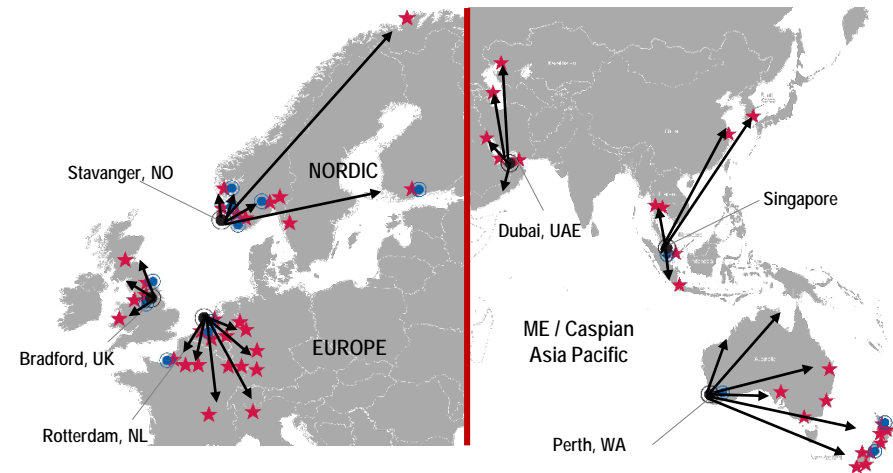 Stavanger, NO
NORDIC
Bradford, UK
EUROPE
Rotterdam, NL
Dubai, UAE
Singapore
ME / Caspian
Asia Pacific
Perth, WA